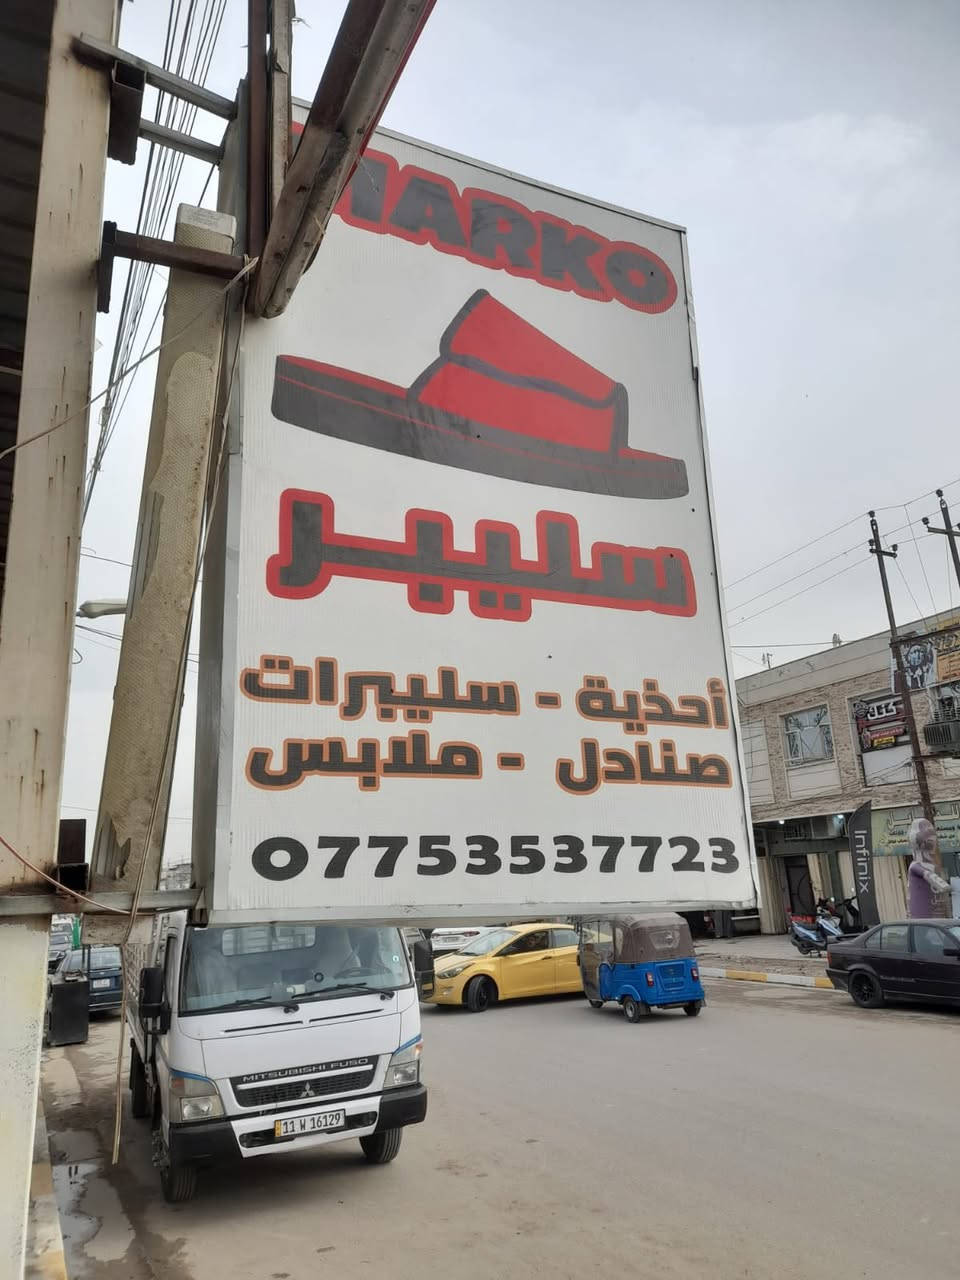 MARKO
سليبر
أحذية - سليبرات
صنادل - ملابس
07753537723
Infinix
MITSUBISHI FUSO
11 W 16129